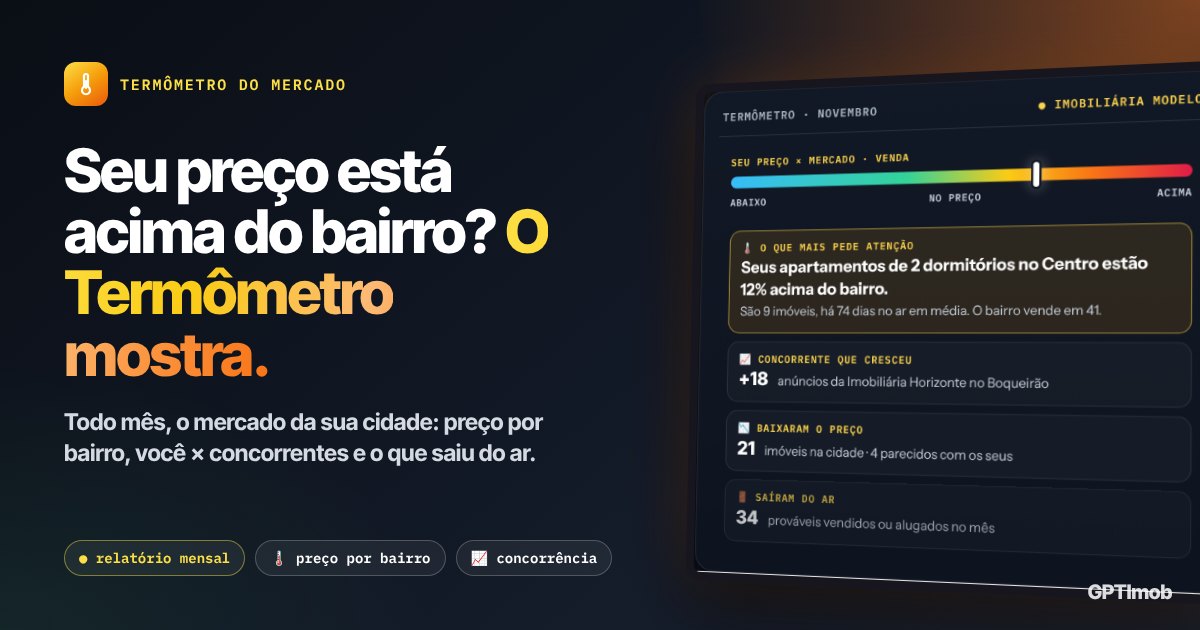 TERMÔMETRO DO MERCADO
Seu preço está
acima do bairro? O
Termômetro
mostra.
Todo mês, o mercado da sua cidade: preço por
bairro, você × concorrentes e o que saiu do ar.
relatório mensal
preço por bairro
concorrência
TERMÔMETRO · NOVEMBRO
IMOBILIÁRIA MODELO
SEU PREÇO × MERCADO · VENDA
ABAIXO
NO PREÇO
ACIMA
O QUE MAIS PEDE ATENÇÃO
Seus apartamentos de 2 dormitórios no Centro estão
12% acima do bairro.
São 9 imóveis, há 74 dias no ar em média. O bairro vende em 41.
CONCORRENTE QUE CRESCEU
+18 anúncios da Imobiliária Horizonte no Boqueirão
BAIXARAM O PREÇO
21 imóveis na cidade · 4 parecidos com os seus
SAÍRAM DO AR
34 prováveis vendidos ou alugados no mês
GPTImob